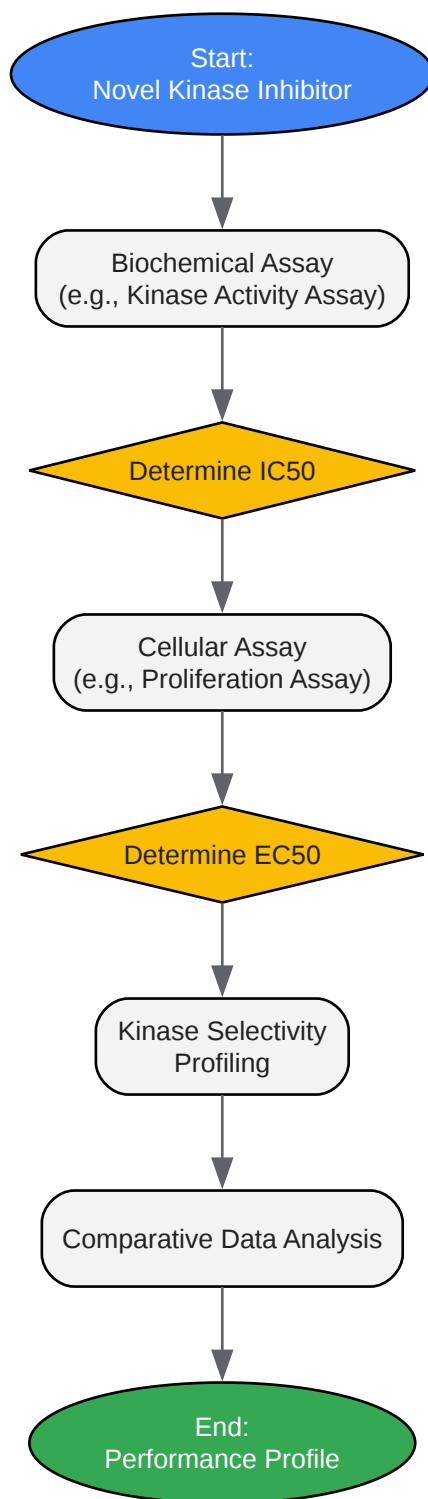 Start:
Novel Kinase Inhibitor
Biochemical Assay
(e.g., Kinase Activity Assay)
Determine IC50
Cellular Assay
(e.g., Proliferation Assay)
Determine EC50
Kinase Selectivity
Profiling
Comparative Data Analysis
End:
Performance Profile